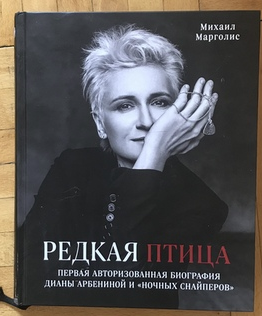 Михаил
Марголис
РЕДКАЯ ПТИЦА
ПЕРВАЯ АВТОРИЗОВАННАЯ БИОГРАФИЯ
ДИАНЫ АРБЕНИНОЙ И «НОЧНЫХ СНАЙПЕРОВ»